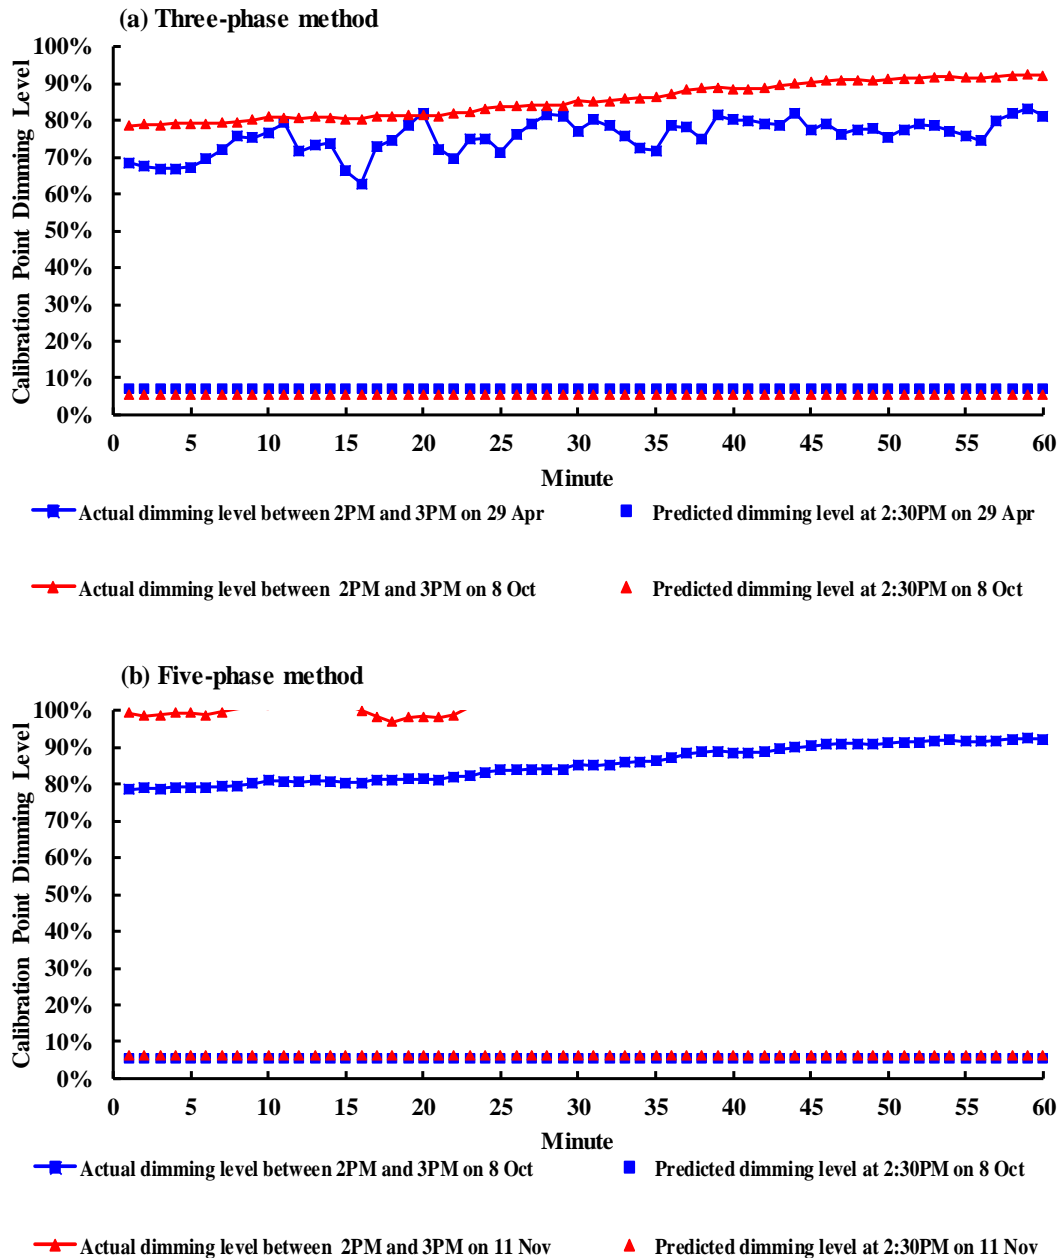 (a) Three-phase method
Calibration Point Dimming Level
100%
90%
80%
70%
60%
50%
40%
30%
20%
10%
0%
0 5 10 15 20 25 30 35 40 45 50 55 60
Minute
Actual dimming level between 2PM and 3PM on 29 Apr
Predicted dimming level at 2:30PM on 29 Apr
Actual dimming level between 2PM and 3PM on 8 Oct
Predicted dimming level at 2:30PM on 8 Oct
(b) Five-phase method
Calibration Point Dimming Level
100%
90%
80%
70%
60%
50%
40%
30%
20%
10%
0%
0 5 10 15 20 25 30 35 40 45 50 55 60
Minute
Actual dimming level between 2PM and 3PM on 8 Oct
Predicted dimming level at 2:30PM on 8 Oct
Actual dimming level between 2PM and 3PM on 11 Nov
Predicted dimming level at 2:30PM on 11 Nov